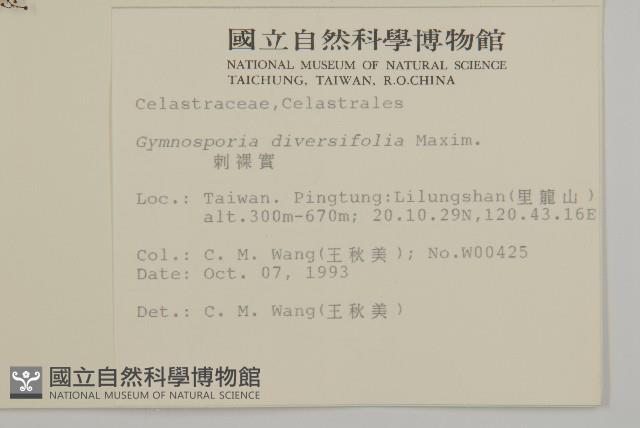 國立自然科學博物館
NATIONAL MUSEUM OF NATURAL SCIENCE
TAICHUNG, TAIWAN, R.O.CHINA
Celastraceae,Celastrales
Gymnosporia diversifolia Maxim.
刺裸實
Loc.: Taiwan. Pingtung:Lilungshan(里龍山)
alt.300m-670m; 20.10.29N,120.43.16E
Col.: C. M. Wang(王秋美); No.W00425
Date: Oct. 07, 1993
Det.: C. M. Wang(王秋美)
國立自然科學博物館
NATIONAL MUSEUM OF NATURAL SCIENCE